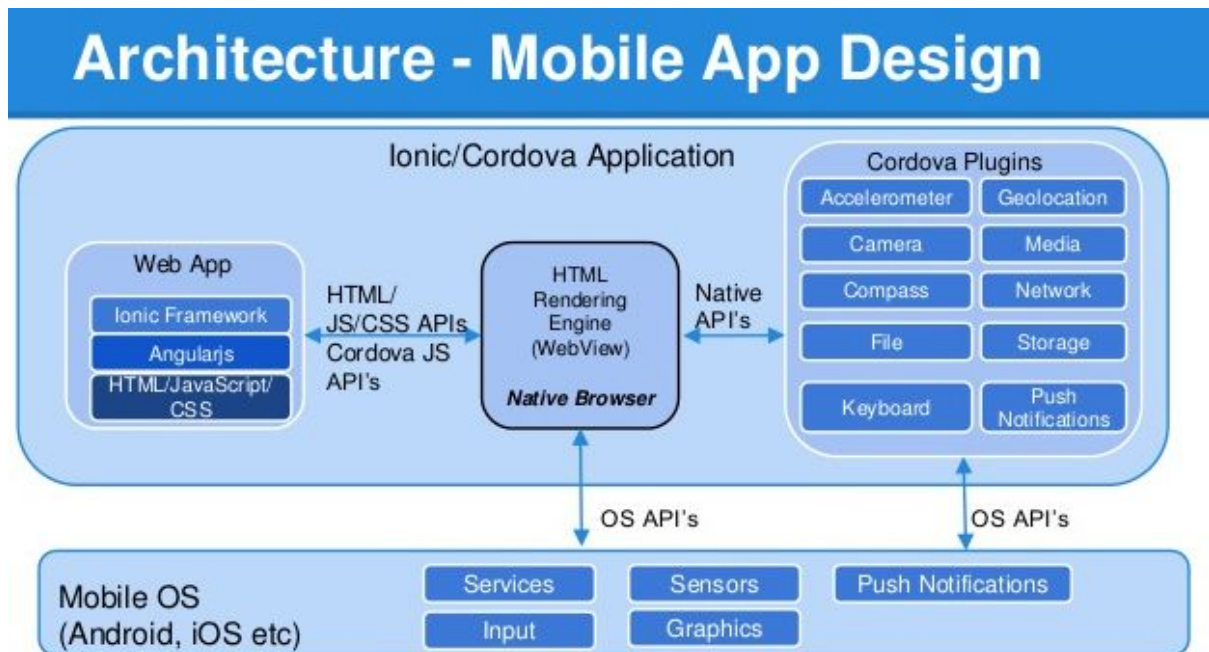 Architecture - Mobile App Design
Ionic/Cordova Application
Web App
Ionic Framework
Angularjs
HTML/JavaScript/
CSS
HTML/
JS/CSS APIs
Cordova JS
API's
HTML
Rendering
Engine
(WebView)
Native Browser
Native
API's
Cordova Plugins
Accelerometer
Geolocation
Camera
Media
Compass
Network
File
Storage
Keyboard
Push
Notifications
OS API's
OS API's
Mobile OS
(Android, iOS etc)
Services
Sensors
Push Notifications
Input
Graphics